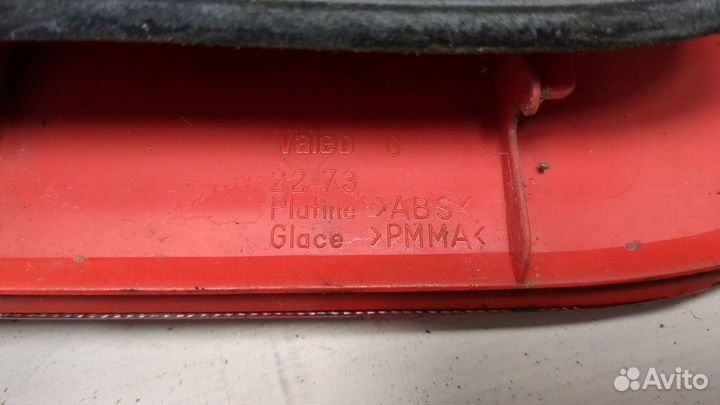 Valeo G
22 73
Platine >ABS<
Glace >PMMA<
Avito